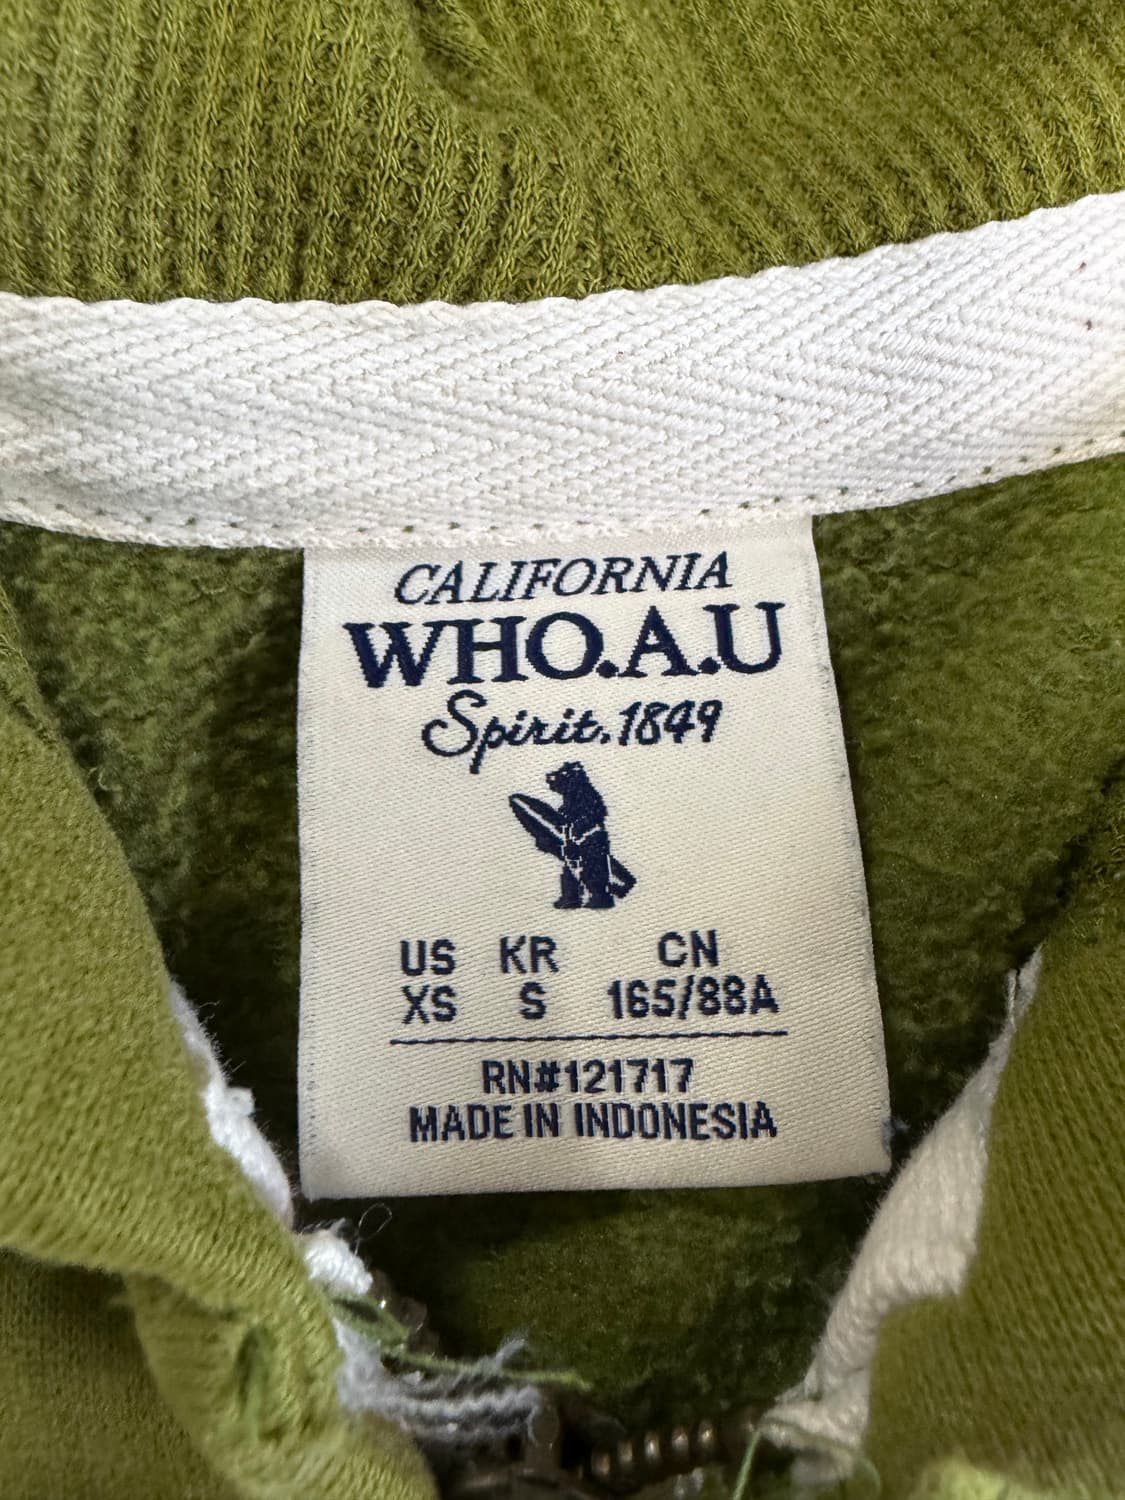 CALIFORNIA
WHO.A.U
Spirit.1849
US KR CN
XS S 165/88A
RN#121717
MADE IN INDONESIA